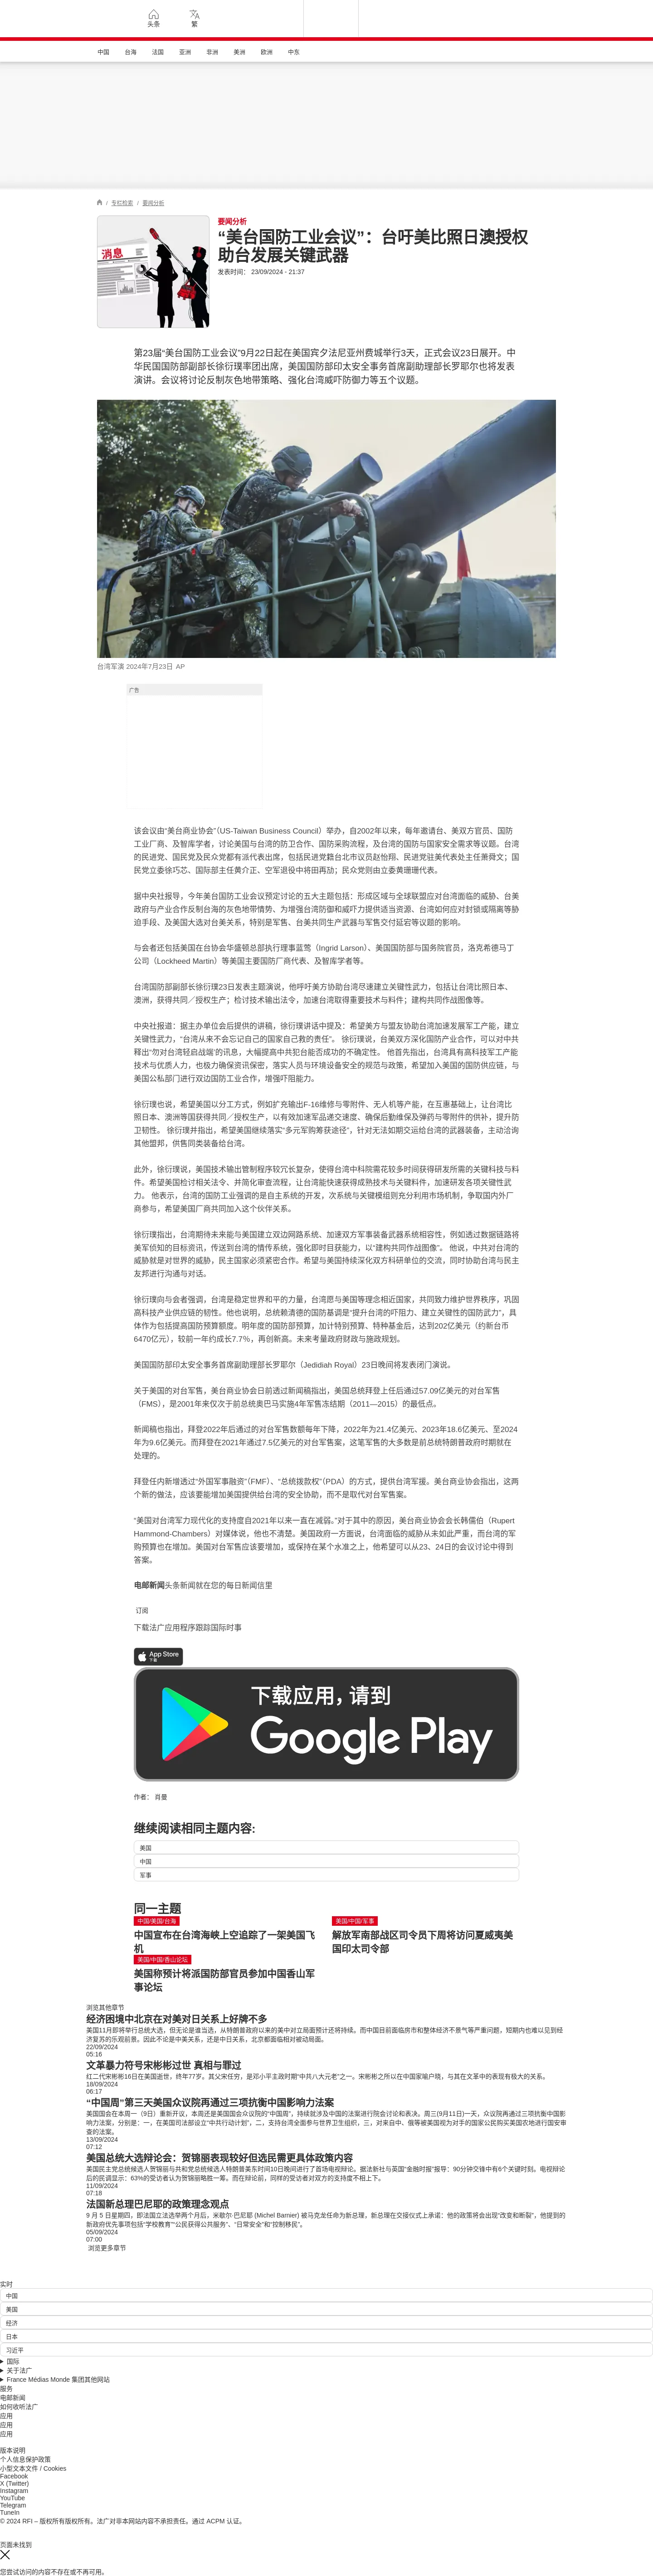 头条
繁
中国 台海 法国 亚洲 非洲 美洲 欧洲 中东
/ 专栏检索 / 要闻分析
消息
要闻分析
“美台国防工业会议”：台吁美比照日澳授权
助台发展关键武器
发表时间： 23/09/2024 - 21:37
第23届“美台国防工业会议”9月22日起在美国宾夕法尼亚州费城举行3天，正式会议23日展开。中
华民国国防部副部长徐衍璞率团出席，美国国防部印太安全事务首席副助理部长罗耶尔也将发表
演讲。会议将讨论反制灰色地带策略、强化台湾威吓防御力等五个议题。
台湾军演 2024年7月23日 AP
广告
该会议由“美台商业协会”（US-Taiwan Business Council）举办，自2002年以来，每年邀请台、美双方官员、国防
工业厂商、及智库学者，讨论美国与台湾的防卫合作、国防采购流程，及台湾的国防与国家安全需求等议题。台湾
的民进党、国民党及民众党都有派代表出席，包括民进党籍台北市议员赵怡翔、民进党驻美代表处主任萧舜文；国
民党立委徐巧芯、国际部主任黄介正、空军退役中将田再劢；民众党则由立委黄珊珊代表。
据中央社报导，今年美台国防工业会议预定讨论的五大主题包括：形成区域与全球联盟应对台湾面临的威胁、台美
政府与产业合作反制台海的灰色地带情势、为增强台湾防御和威吓力提供适当资源、台湾如何应对封锁或隔离等胁
迫手段、及美国大选对台美关系，特别是军售、台美共同生产武器与军售交付延宕等议题的影响。
与会者还包括美国在台协会华盛顿总部执行理事蓝莺（Ingrid Larson）、美国国防部与国务院官员，洛克希德马丁
公司（Lockheed Martin）等美国主要国防厂商代表、及智库学者等。
台湾国防部副部长徐衍璞23日发表主题演说，他呼吁美方协助台湾尽速建立关键性武力，包括让台湾比照日本、
澳洲，获得共同／授权生产；检讨技术输出法令，加速台湾取得重要技术与料件；建构共同作战图像等。
中央社报道：据主办单位会后提供的讲稿，徐衍璞讲话中提及：希望美方与盟友协助台湾加速发展军工产能，建立
关键性武力，“台湾从来不会忘记自己的国家自己救的责任”。 徐衍璞说，台美双方深化国防产业合作，可以对中共
释出“勿对台湾轻启战端”的讯息，大幅提高中共犯台能否成功的不确定性。 他首先指出，台湾具有高科技军工产能
技术与优质人力，也极力确保资讯保密，落实人员与环境设备安全的规范与政策，希望加入美国的国防供应链，与
美国公私部门进行双边国防工业合作，增强吓阻能力。
徐衍璞也说，希望美国以分工方式，例如扩充输出F-16维修与零附件、无人机等产能，在互惠基础上，让台湾比
照日本、澳洲等国获得共同／授权生产，以有效加速军品递交速度、确保后勤维保及弹药与零附件的供补，提升防
卫韧性。 徐衍璞并指出，希望美国继续落实“多元军购筹获途径”，针对无法如期交运给台湾的武器装备，主动洽询
其他盟邦，供售同类装备给台湾。
此外，徐衍璞说，美国技术输出管制程序较冗长复杂，使得台湾中科院需花较多时间获得研发所需的关键科技与料
件。希望美国检讨相关法令、并简化审查流程，让台湾能快速获得成熟技术与关键料件，加速研发各项关键性武
力。 他表示，台湾的国防工业强调的是自主系统的开发，次系统与关键模组则充分利用市场机制，争取国内外厂
商参与，希望美国厂商共同加入这个伙伴关系。
徐衍璞指出，台湾期待未来能与美国建立双边网路系统、加速双方军事装备武器系统相容性，例如透过数据链路将
美军侦知的目标资讯，传送到台湾的情传系统，强化即时目获能力，以“建构共同作战图像”。 他说，中共对台湾的
威胁就是对世界的威胁，民主国家必须紧密合作。希望与美国持续深化双方科研单位的交流，同时协助台湾与民主
友邦进行沟通与对话。
徐衍璞向与会者强调，台湾是稳定世界和平的力量，台湾愿与美国等理念相近国家，共同致力维护世界秩序，巩固
高科技产业供应链的韧性。他也说明，总统赖清德的国防基调是“提升台湾的吓阻力、建立关键性的国防武力”，具
体作为包括提高国防预算额度。明年度的国防部预算，加计特别预算、特种基金后，达到202亿美元（约新台币
6470亿元），较前一年约成长7.7%，再创新高。未来考量政府财政与施政规划。
美国国防部印太安全事务首席副助理部长罗耶尔（Jedidiah Royal）23日晚间将发表闭门演说。
关于美国的对台军售，美台商业协会日前透过新闻稿指出，美国总统拜登上任后通过57.09亿美元的对台军售
（FMS），是2001年来仅次于前总统奥巴马实施4年军售冻结期（2011—2015）的最低点。
新闻稿也指出，拜登2022年后通过的对台军售数额每年下降，2022年为21.4亿美元、2023年18.6亿美元、至2024
年为9.6亿美元。而拜登在2021年通过7.5亿美元的对台军售案，这笔军售的大多数是前总统特朗普政府时期就在
处理的。
拜登任内新增透过“外国军事融资”（FMF）、“总统拨款权”（PDA）的方式，提供台湾军援。美台商业协会指出，这两
个新的做法，应该要能增加美国提供给台湾的安全协助，而不是取代对台军售案。
“美国对台湾军力现代化的支持度自2021年以来一直在减弱。”对于其中的原因，美台商业协会会长韩儒伯（Rupert
Hammond-Chambers）对媒体说，他也不清楚。美国政府一方面说，台湾面临的威胁从未如此严重，而台湾的军
购预算也在增加。美国对台军售应该要增加，或保持在某个水准之上，他希望可以从23、24日的会议讨论中得到
答案。
电邮新闻头条新闻就在您的每日新闻信里
订阅
下载法广应用程序跟踪国际时事
App Store
下载
下载应用，请到
Google Play
作者： 肖曼
继续阅读相同主题内容:
美国
中国
军事
同一主题
中国/美国/台海
中国宣布在台湾海峡上空追踪了一架美国飞
机
美国/中国/军事
解放军南部战区司令员下周将访问夏威夷美
国印太司令部
美国/中国/香山论坛
美国称预计将派国防部官员参加中国香山军
事论坛
浏览其他章节
经济困境中北京在对美对日关系上好牌不多
美国11月即将举行总统大选，但无论是谁当选，从特朗普政府以来的美中对立局面预计还将持续。而中国目前面临房市和整体经济不景气等严重问题，短期内也难以见到经
济复苏的乐观前景。因此不论是中美关系，还是中日关系，北京都面临相对被动局面。
22/09/2024
05:16
文革暴力符号宋彬彬过世 真相与罪过
红二代宋彬彬16日在美国逝世，终年77岁。其父宋任穷，是邓小平主政时期“中共八大元老”之一。宋彬彬之所以在中国家喻户晓，与其在文革中的表现有极大的关系。
18/09/2024
06:17
“中国周”第三天美国众议院再通过三项抗衡中国影响力法案
美国国会在本周一（9日）重新开议，本周还是美国国会众议院的“中国周”，持续就涉及中国的法案进行院会讨论和表决。周三(9月11日)一天，众议院再通过三项抗衡中国影
响力法案，分别是：一，在美国司法部设立“中共行动计划”，二，支持台湾全面参与世界卫生组织，三，对来自中、俄等被美国视为对手的国家公民购买美国农地进行国安审
查的法案。
13/09/2024
07:12
美国总统大选辩论会：贺锦丽表现较好但选民需更具体政策内容
美国民主党总统候选人贺锦丽与共和党总统候选人特朗普美东时间10日晚间进行了首场电视辩论。据法新社与英国“金融时报”报导：90分钟交锋中有6个关键时刻。电视辩论
后的民调显示：63%的受访者认为贺锦丽略胜一筹。而在辩论前，同样的受访者对双方的支持度不相上下。
11/09/2024
07:18
法国新总理巴尼耶的政策理念观点
9 月 5 日星期四，即法国立法选举两个月后，米歇尔·巴尼耶 (Michel Barnier) 被马克龙任命为新总理，新总理在交接仪式上承诺：他的政策将会出现“改变和断裂”，他提到的
新政府优先事项包括“学校教育”“公民获得公共服务”、“日常安全”和“控制移民”。
05/09/2024
07:00
浏览更多章节
实时
中国
美国
经济
日本
习近平
国际
关于法广
France Médias Monde 集团其他网站
服务
电邮新闻
如何收听法广
应用
应用
应用
版本说明
个人信息保护政策
小型文本文件 / Cookies
Facebook
X (Twitter)
Instagram
YouTube
Telegram
TuneIn
© 2024 RFI – 版权所有版权所有。法广对非本网站内容不承担责任。通过 ACPM 认证。
页面未找到
您尝试访问的内容不存在或不再可用。